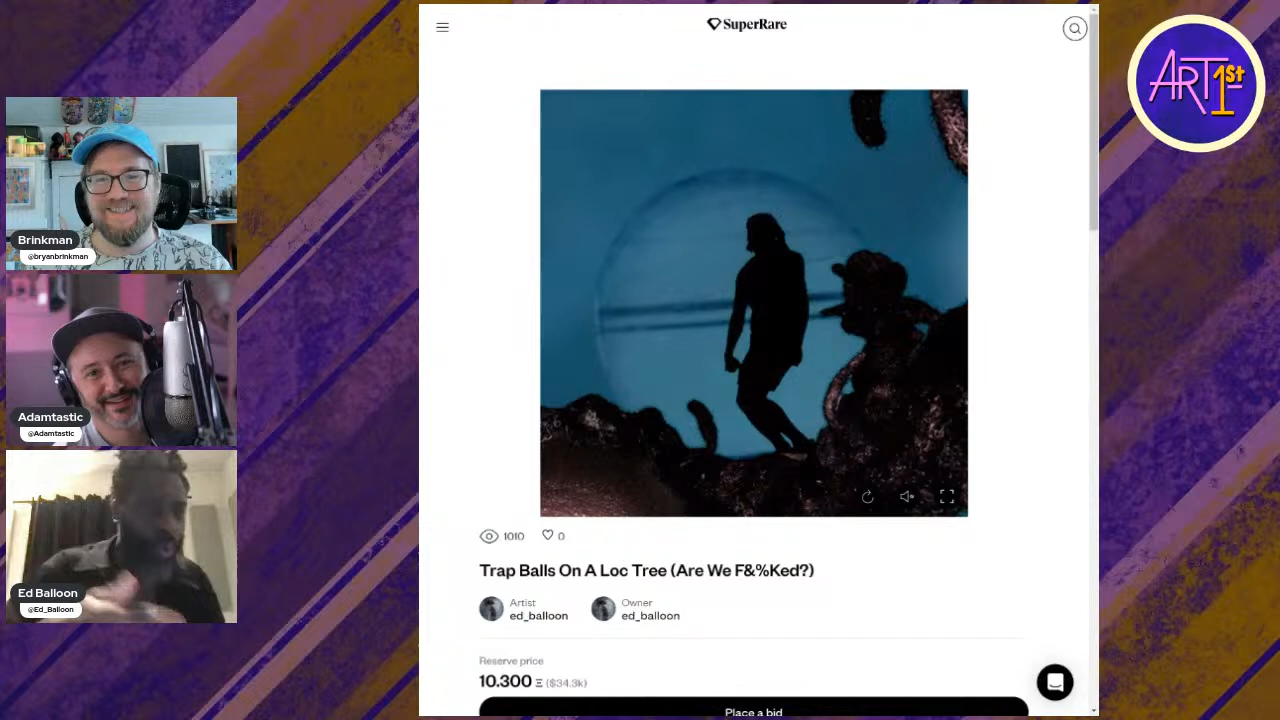 SuperRare
ART 1st
Brinkman
@bryanbrinkman
Adamtastic
@Adamtastic
Ed Balloon
@Ed_Balloon
1010
0
Trap Balls On A Loc Tree (Are We F&%Ked?)
Artist
ed_balloon
Owner
ed_balloon
Reserve price
10.300 Ξ ($34.3k)
Place a bid